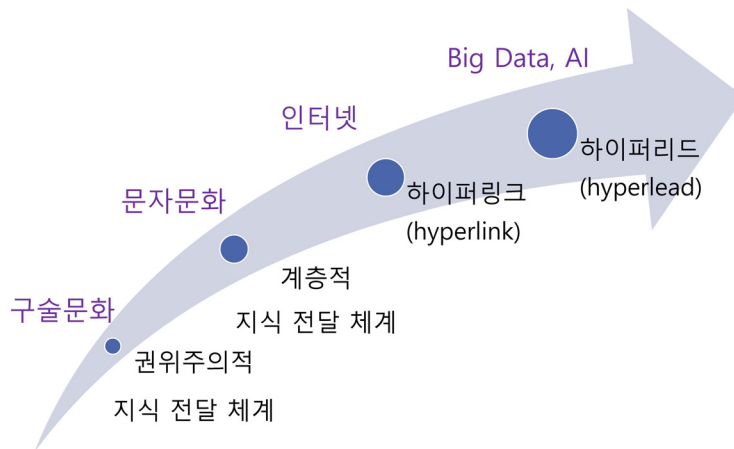 Big Data, AI
하이퍼리드
(hyperlead)
인터넷
하이퍼링크
(hyperlink)
문자문화
계층적
지식 전달 체계
구술문화
권위주의적
지식 전달 체계